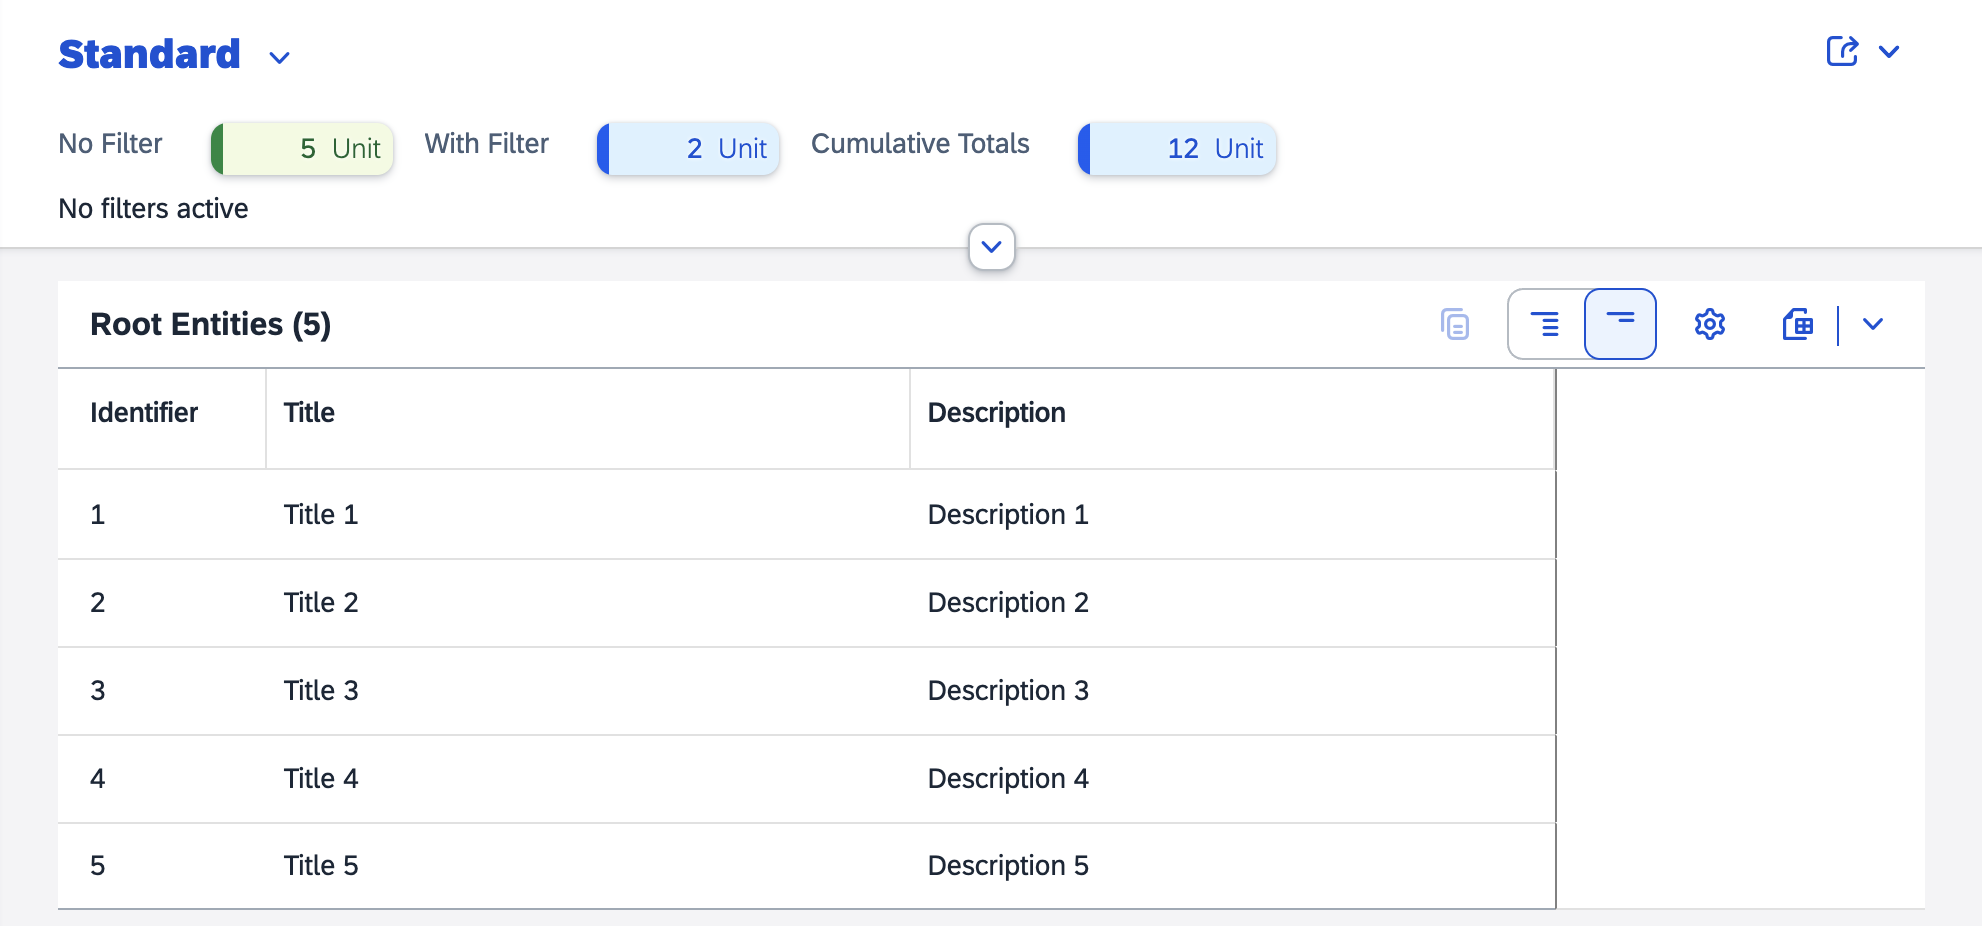 Standard
No Filter 5 Unit With Filter 2 Unit Cumulative Totals 12 Unit
No filters active
Root Entities (5)
Identifier Title Description
1 Title 1 Description 1
2 Title 2 Description 2
3 Title 3 Description 3
4 Title 4 Description 4
5 Title 5 Description 5